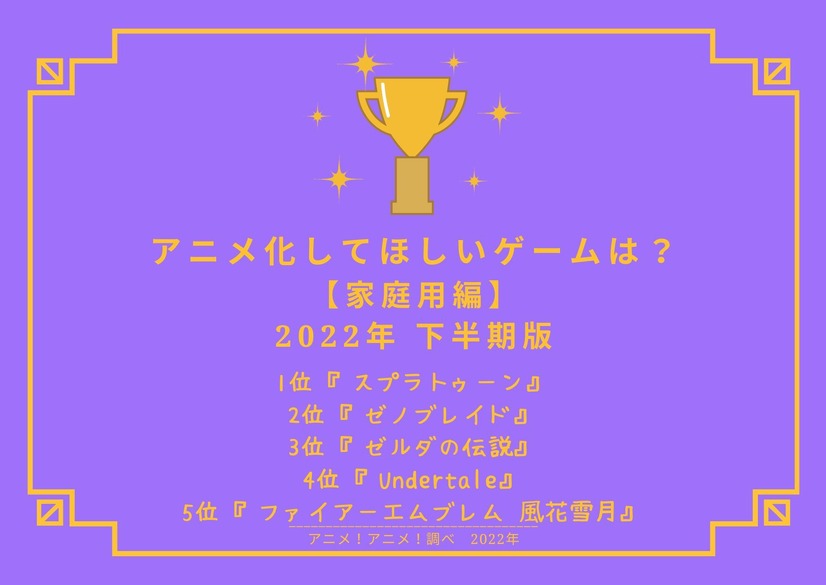 アニメ化してほしいゲームは？
【家庭用編】
2022年 下半期版
1位『 スプラトゥーン』
2位『 ゼノブレイド』
3位『 ゼルダの伝説』
4位『 Undertale』
5位『 ファイアーエムブレム 風花雪月』
アニメ！アニメ！調べ　2022年